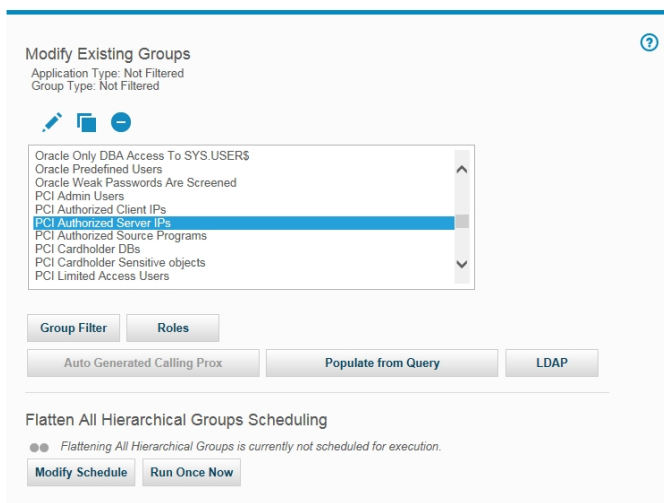 Modify Existing Groups
Application Type: Not Filtered
Group Type: Not Filtered
Oracle Only DBA Access To SYS.USER$
Oracle Predefined Users
Oracle Weak Passwords Are Screened
PCI Admin Users
PCI Authorized Client IPs
PCI Authorized Server IPs
PCI Authorized Source Programs
PCI Cardholder DBs
PCI Cardholder Sensitive objects
PCI Limited Access Users
Group Filter
Roles
Auto Generated Calling Prox
Populate from Query
LDAP
Flatten All Hierarchical Groups Scheduling
Flattening All Hierarchical Groups is currently not scheduled for execution.
Modify Schedule
Run Once Now